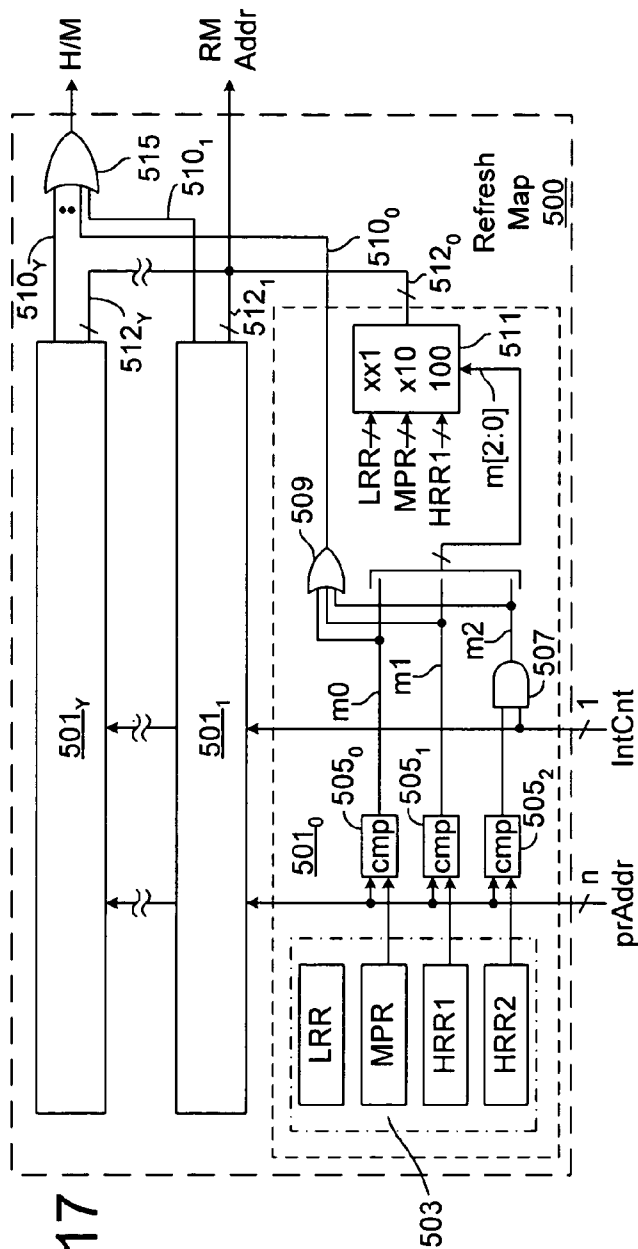 17
H/M
RM
Addr
515
510₁
510Y
512Y
510₀
Refresh
Map
500
501Y
501₁
512₁
512₀
501₀
505₀
505₁
505₂
cmp
cmp
cmp
m0
m1
m2
507
509
LRR
MPR
HRR1
xx1
x10
100
511
m[2:0]
LRR
MPR
HRR1
HRR2
503
n
prAddr
1
IntCnt